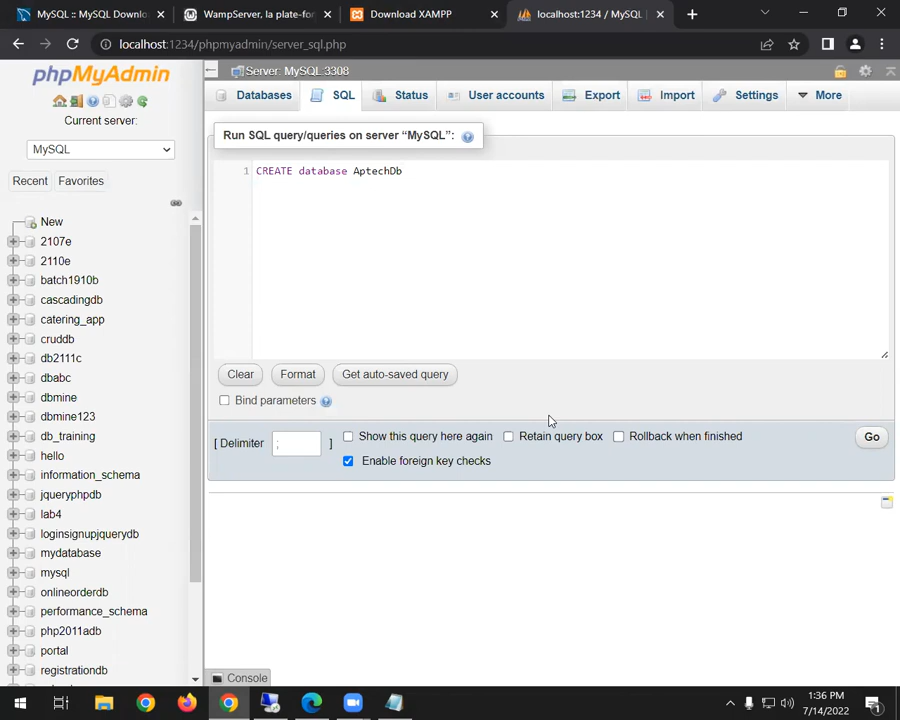 MySQL :: MySQL Downlo
WampServer, la plate-for
Download XAMPP
localhost:1234 / MySQL |
localhost:1234/phpmyadmin/server_sql.php
phpMyAdmin
Current server:
MySQL
Recent
Favorites
New
2107e
2110e
batch1910b
cascadingdb
catering_app
cruddb
db2111c
dbabc
dbmine
dbmine123
db_training
hello
information_schema
jqueryphpdb
lab4
loginsignupjquerydb
mydatabase
mysql
onlineorderdb
performance_schema
php2011adb
portal
registrationdb
Server: MySQL:3308
Databases
SQL
Status
User accounts
Export
Import
Settings
More
Run SQL query/queries on server “MySQL”:
1 CREATE database AptechDb
Clear
Format
Get auto-saved query
Bind parameters
[ Delimiter ; ]
Show this query here again
Retain query box
Rollback when finished
Go
Enable foreign key checks
Console
1:36 PM
7/14/2022
1